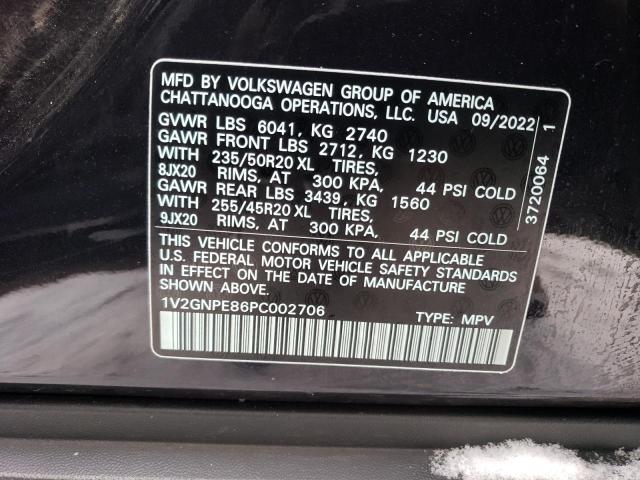 MFD BY VOLKSWAGEN GROUP OF AMERICA
CHATTANOOGA OPERATIONS, LLC. USA 09/2022
GVWR LBS 6041, KG 2740
GAWR FRONT LBS 2712, KG 1230
WITH 235/50R20 XL TIRES,
8JX20 RIMS, AT 300 KPA, 44 PSI COLD
GAWR REAR LBS 3439, KG 1560
WITH 255/45R20 XL TIRES,
9JX20 RIMS, AT 300 KPA, 44 PSI COLD
THIS VEHICLE CONFORMS TO ALL APPLICABLE
U.S. FEDERAL MOTOR VEHICLE SAFETY STANDARDS
IN EFFECT ON THE DATE OF MANUFACTURE
SHOWN ABOVE.
1V2GNPE86PC002706 TYPE: MPV
3720064 1